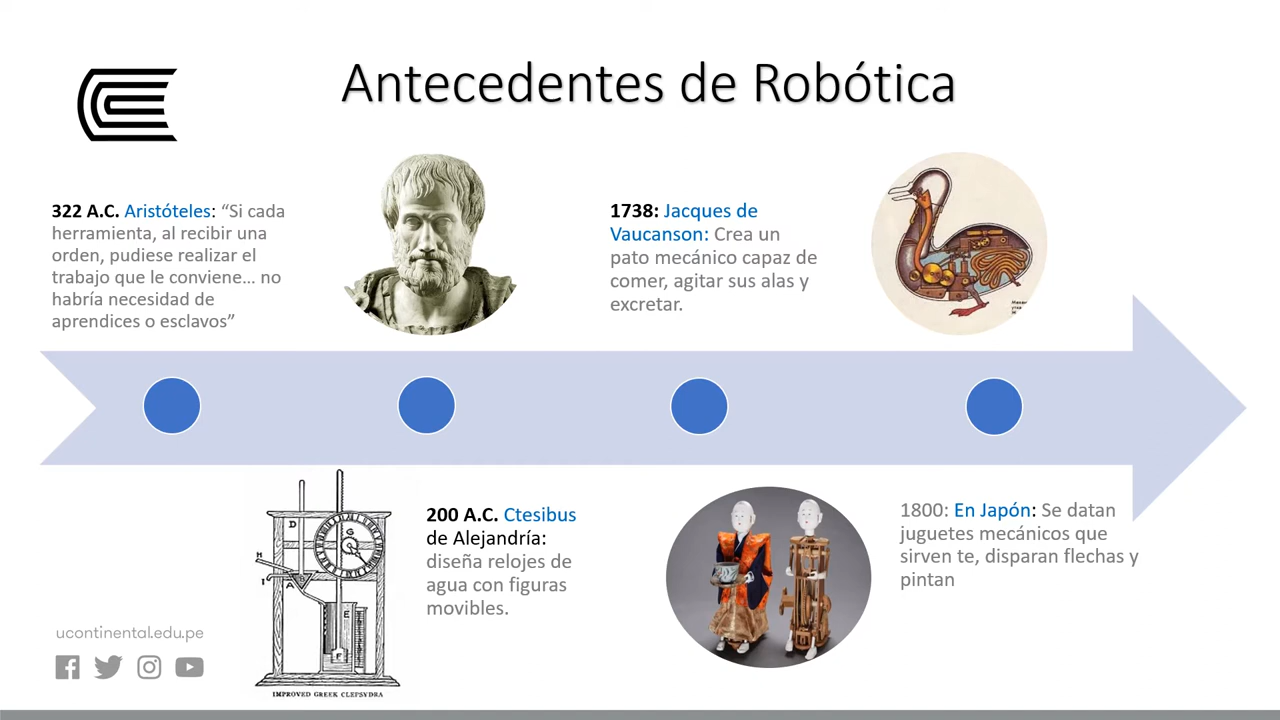 Antecedentes de Robótica
322 A.C. Aristóteles: “Si cada
herramienta, al recibir una
orden, pudiese realizar el
trabajo que le conviene… no
habría necesidad de
aprendices o esclavos”
1738: Jacques de
Vaucanson: Crea un
pato mecánico capaz de
comer, agitar sus alas y
excretar.
D
G
H
I
A
E
F
IMPROVED GREEK CLEPSYDRA
200 A.C. Ctesibus
de Alejandría:
diseña relojes de
agua con figuras
movibles.
1800: En Japón: Se datan
juguetes mecánicos que
sirven te, disparan flechas y
pintan
ucontinental.edu.pe